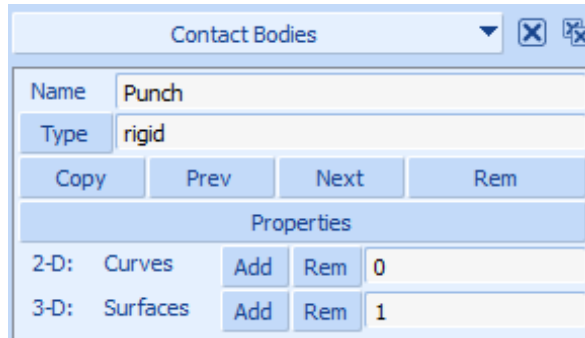 Contact Bodies
Name Punch
Type rigid
Copy Prev Next Rem
Properties
2-D: Curves Add Rem 0
3-D: Surfaces Add Rem 1